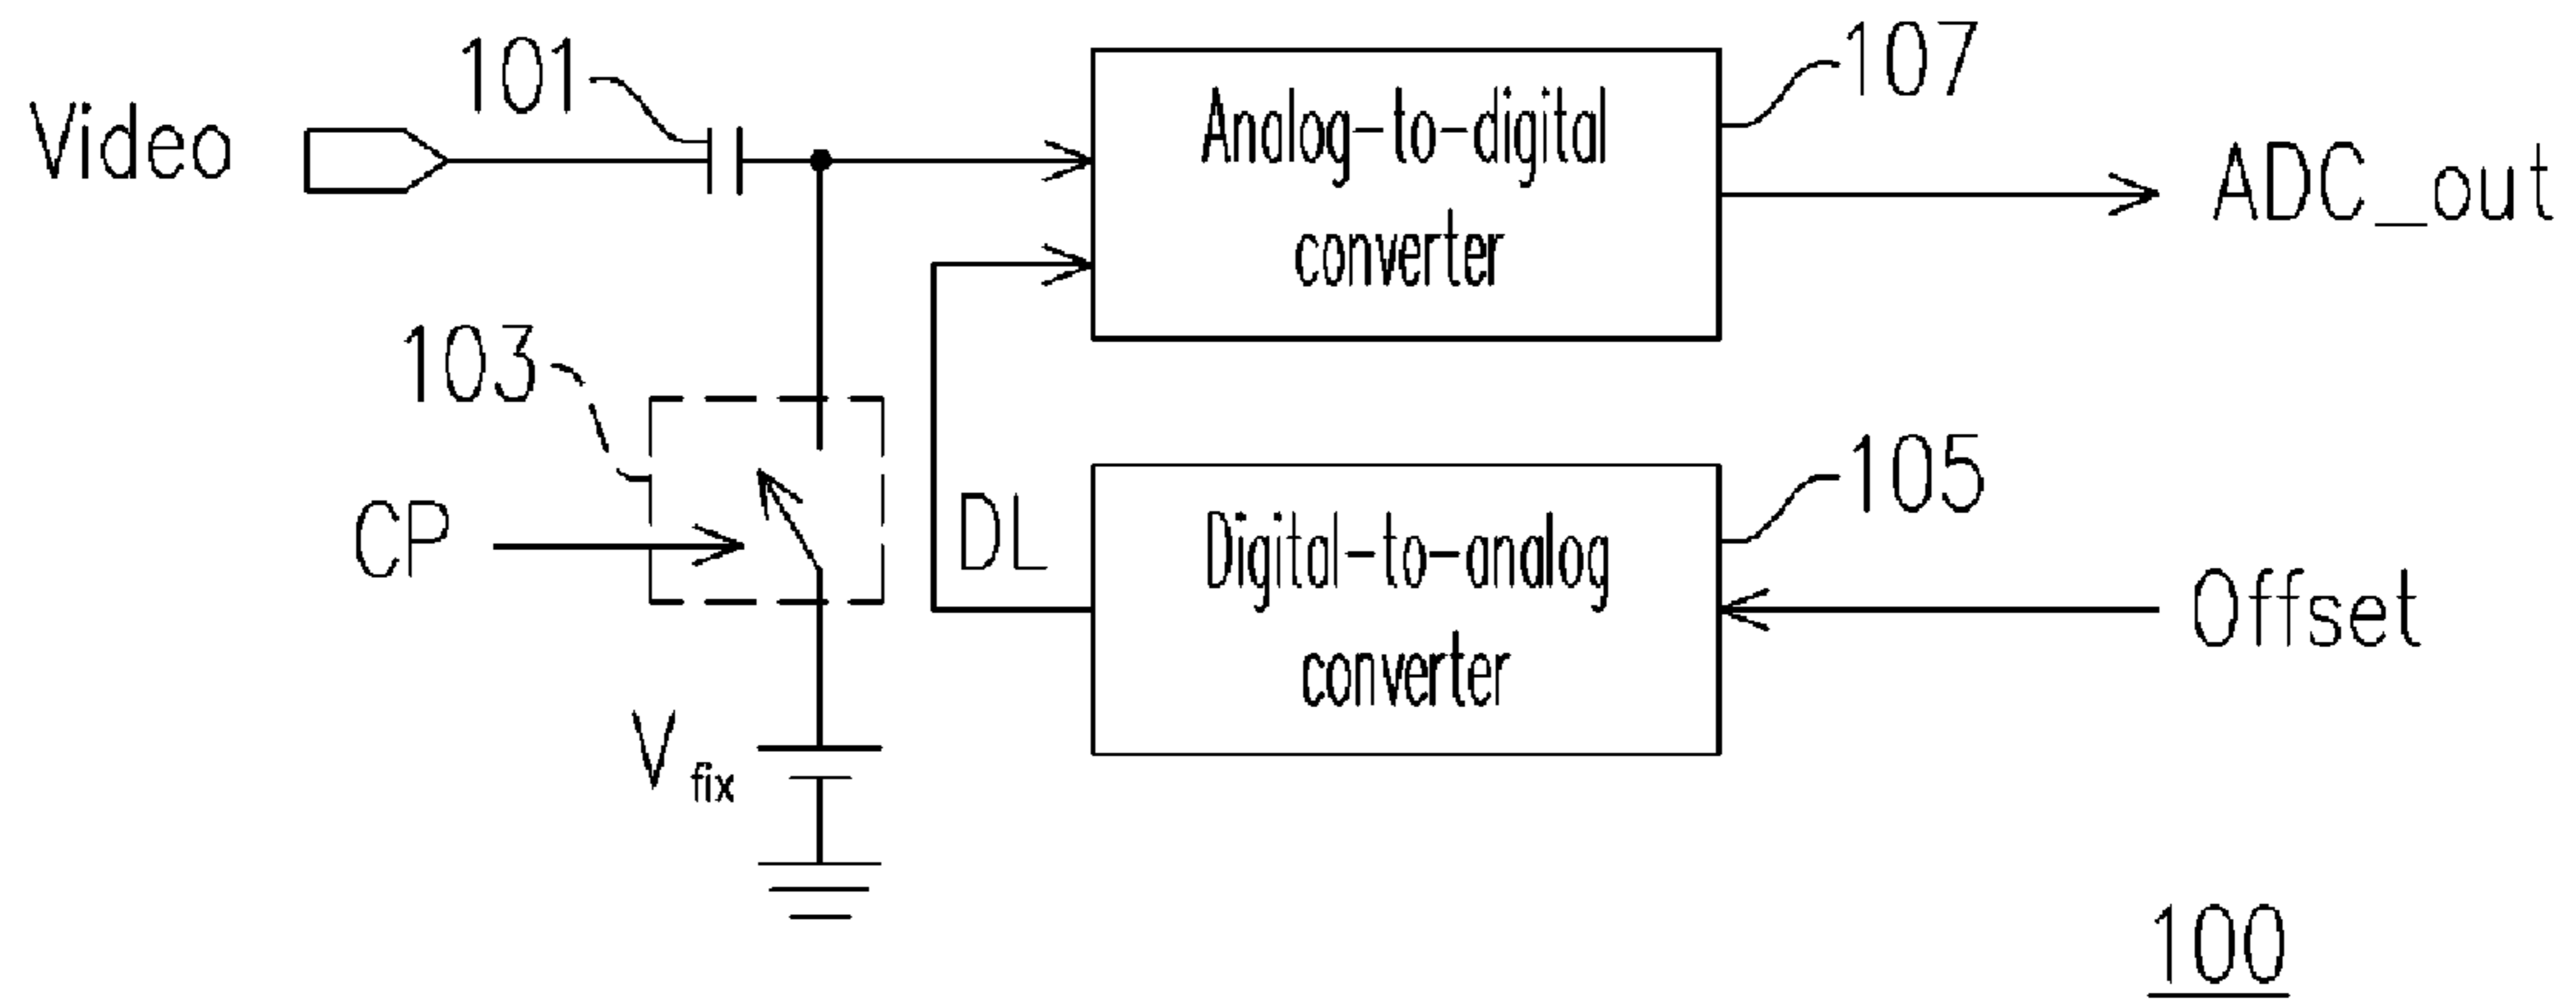 101
107
Video
Analog-to-digital
converter
ADC_out
103
105
CP
DL
Digital-to-analog
converter
Offset
V fix
100